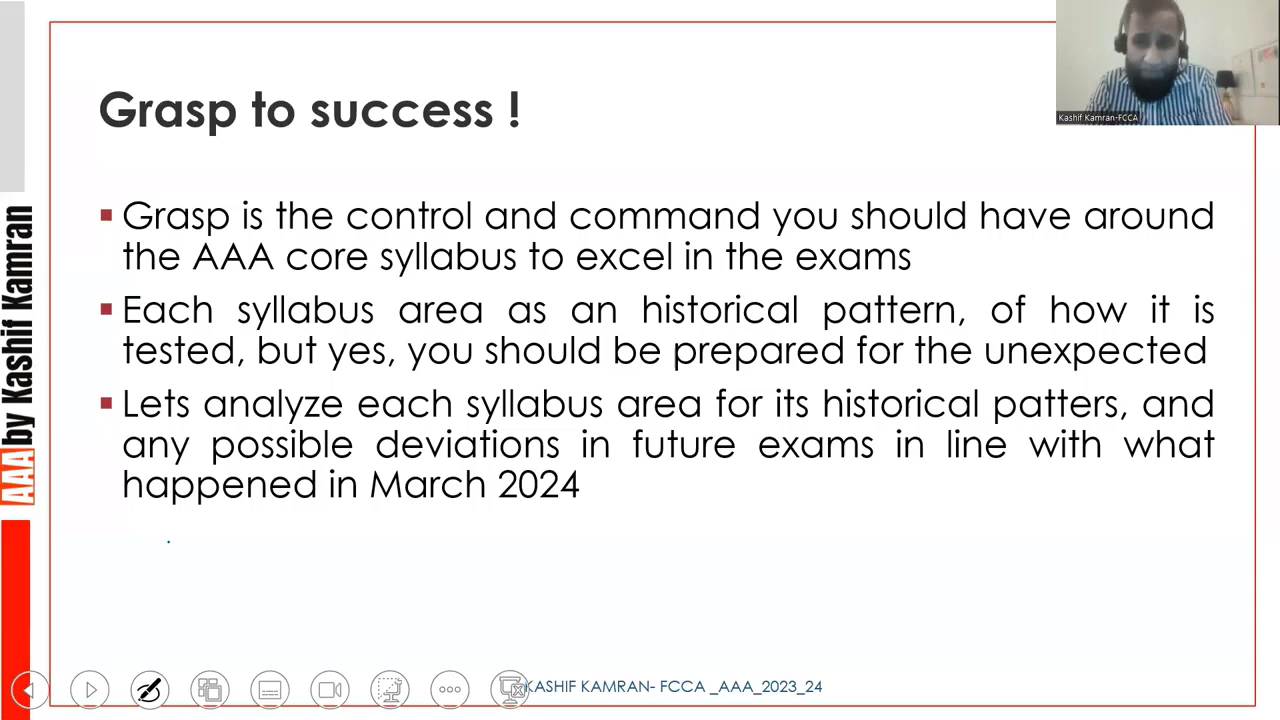 Grasp to success !
Kashif Kamran-FCCA
Grasp is the control and command you should have around
the AAA core syllabus to excel in the exams
Each syllabus area as an historical pattern, of how it is
tested, but yes, you should be prepared for the unexpected
Lets analyze each syllabus area for its historical patters, and
any possible deviations in future exams in line with what
happened in March 2024
AAA by Kashif Kamran
KASHIF KAMRAN- FCCA _AAA_2023_24